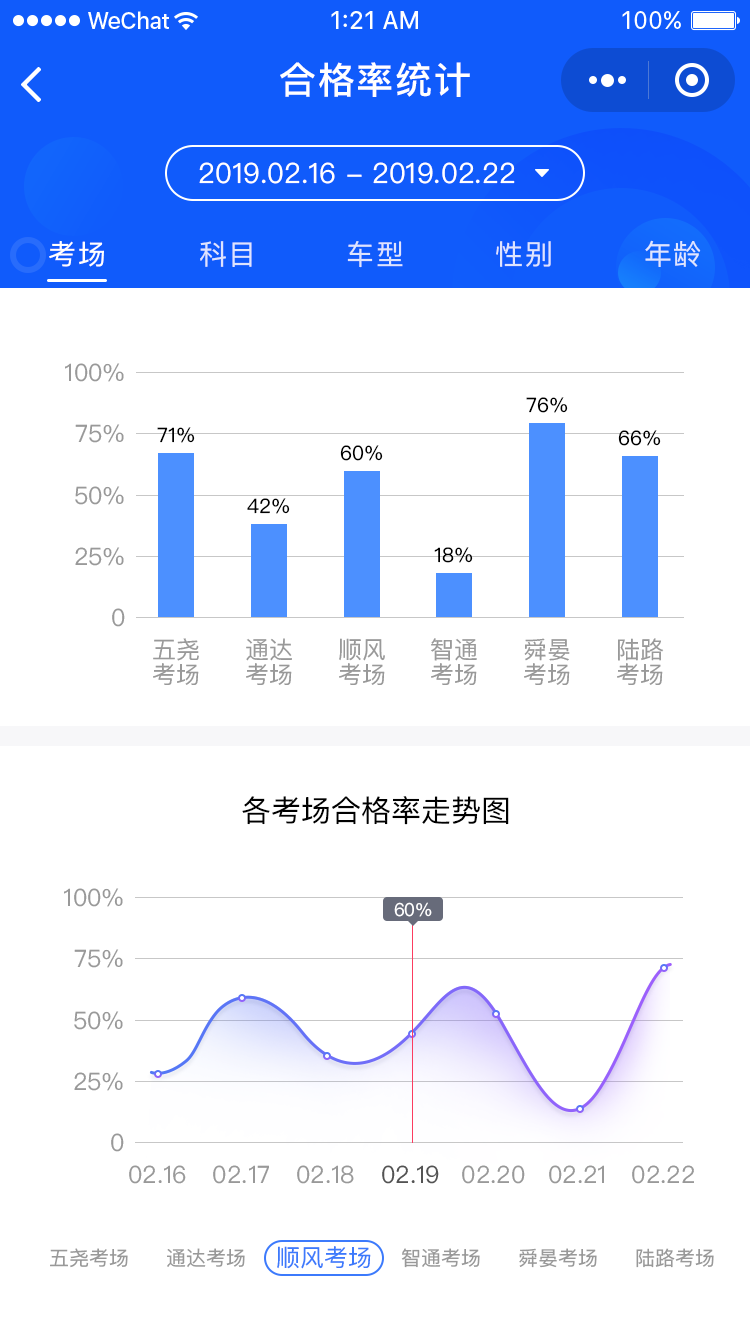 WeChat 1:21 AM 100%
合格率统计
2019.02.16 – 2019.02.22
考场 科目 车型 性别 年龄
100%
75%
50%
25%
0
71%
42%
60%
18%
76%
66%
五尧考场
通达考场
顺风考场
智通考场
舜晏考场
陆路考场
各考场合格率走势图
100%
75%
50%
25%
0
60%
02.16 02.17 02.18 02.19 02.20 02.21 02.22
五尧考场 通达考场 顺风考场 智通考场 舜晏考场 陆路考场